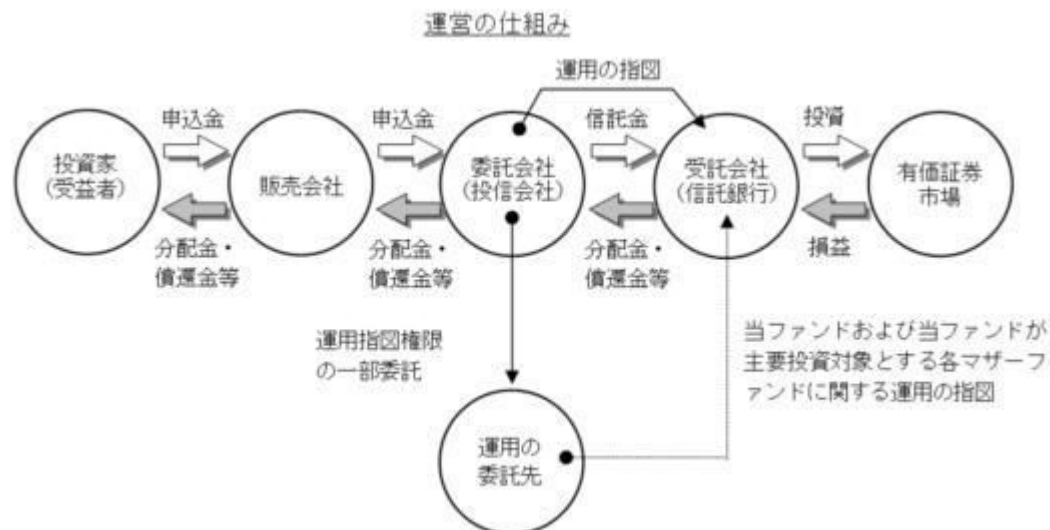 運営の仕組み
運用の指図
申込金
申込金
信託金
投資
投資家
(受益者)
販売会社
委託会社
(投信会社)
受託会社
(信託銀行)
有価証券
市場
分配金・
償還金等
分配金・
償還金等
分配金・
償還金等
損益
運用指図権限
の一部委託
当ファンドおよび当ファンドが
主要投資対象とする各マザーフ
ァンドに関する運用の指図
運用の
委託先